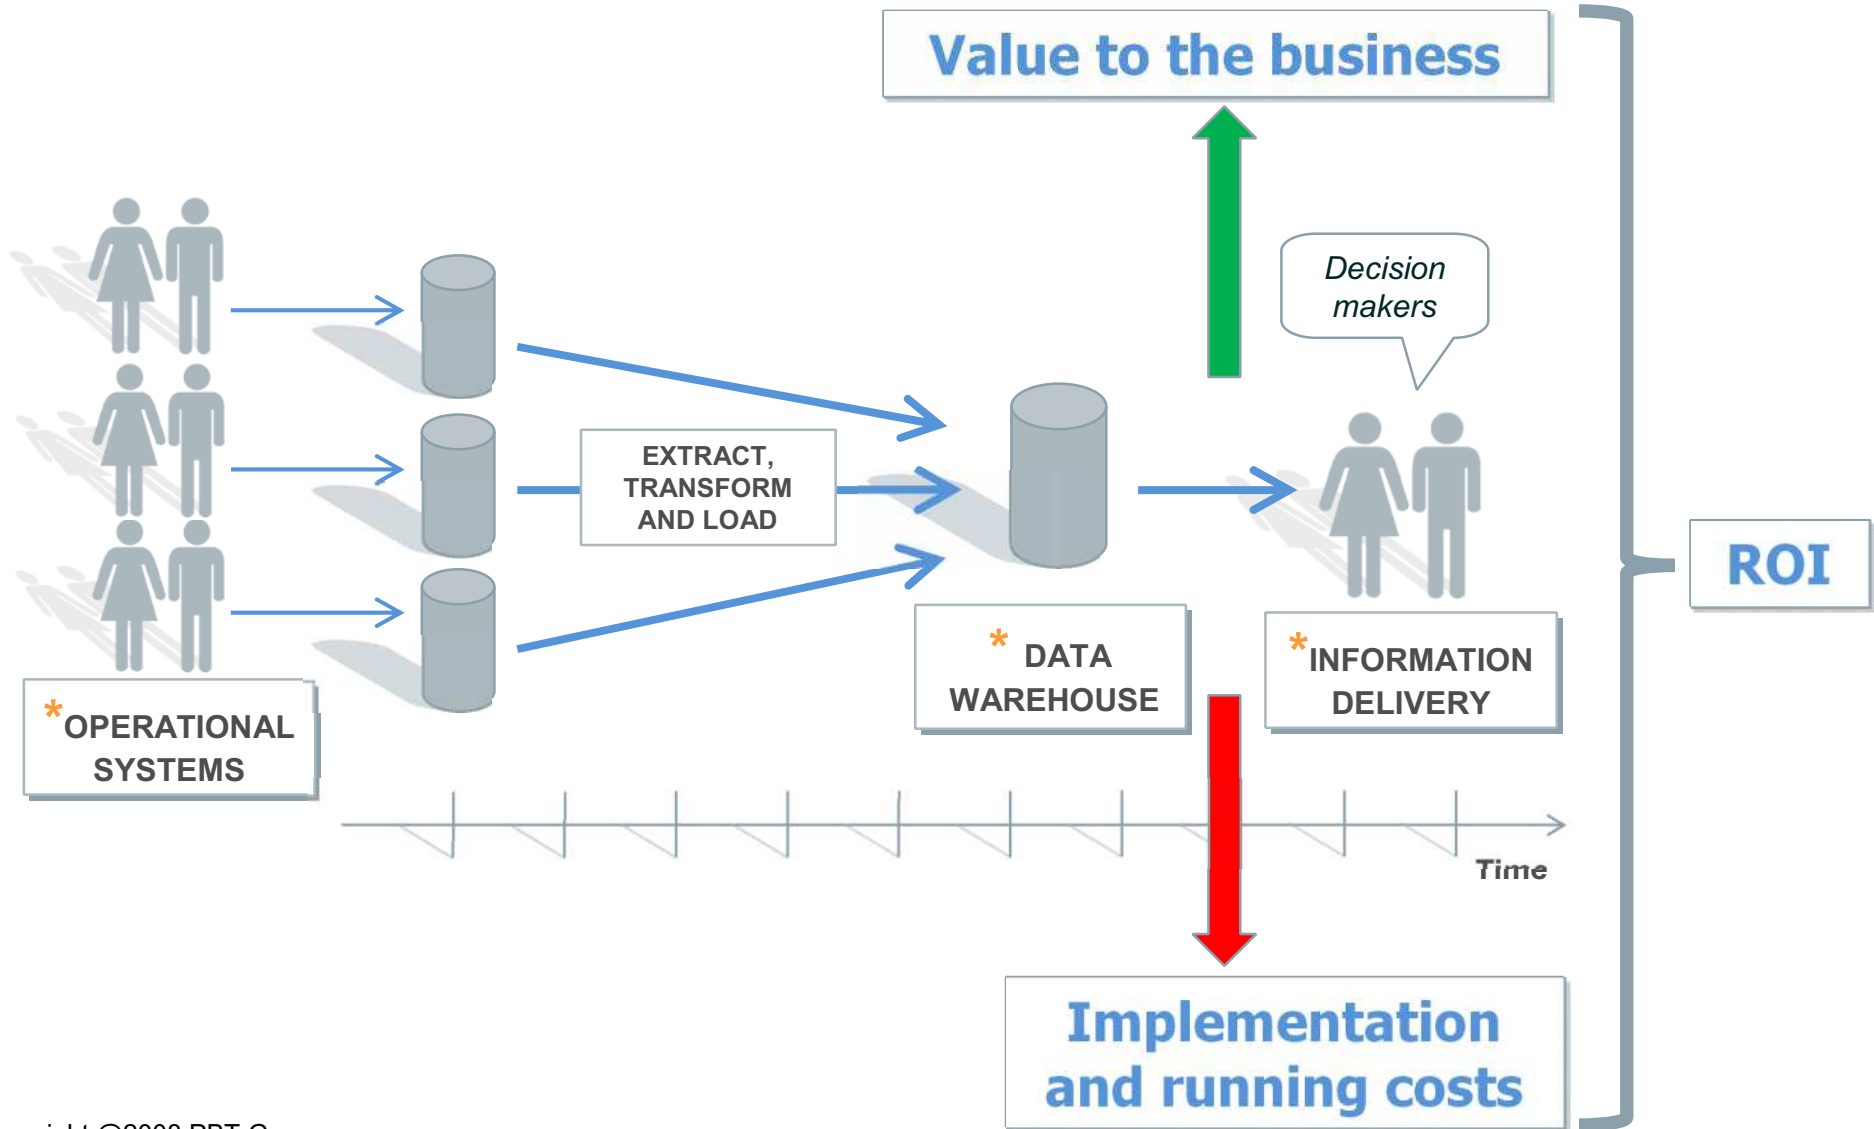 Value to the business
Decision
makers
EXTRACT,
TRANSFORM
AND LOAD
ROI
* DATA
WAREHOUSE
*INFORMATION
DELIVERY
*OPERATIONAL
SYSTEMS
Time
Implementation
and running costs